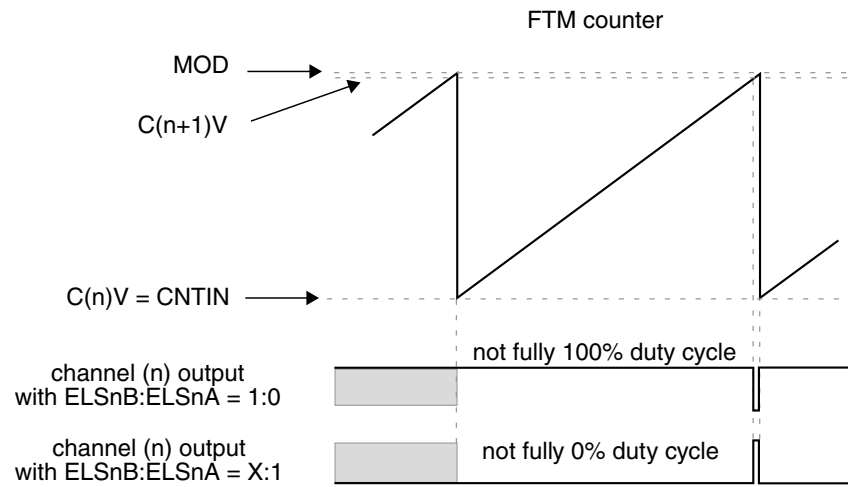 FTM counter
MOD
C(n+1)V
C(n)V = CNTIN
not fully 100% duty cycle
channel (n) output
with ELSnB:ELSnA = 1:0
channel (n) output
with ELSnB:ELSnA = X:1
not fully 0% duty cycle